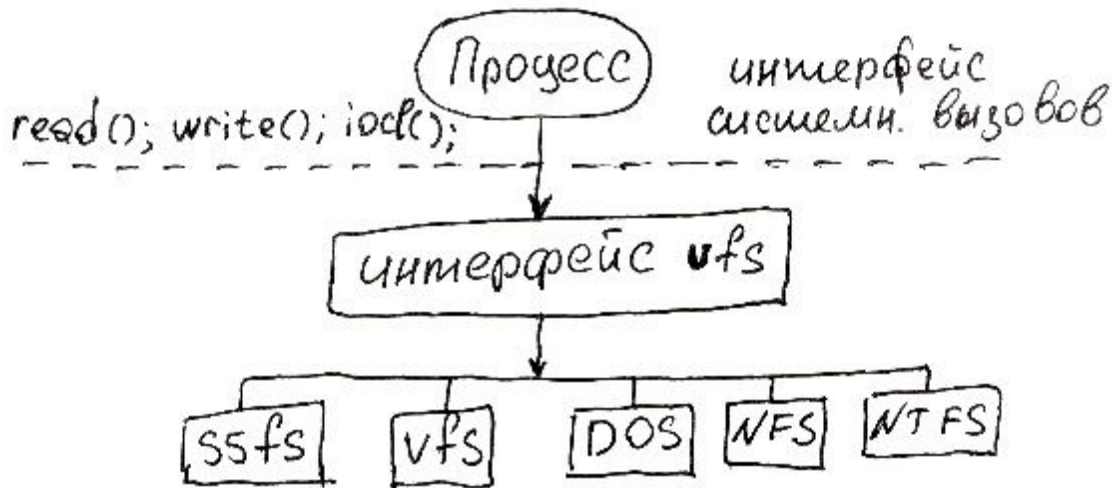 Процесс
интерфейс
системн. вызовов
read(); write(); iocl();
интерфейс vfs
S5fs
vfs
DOS
NFS
NTFS